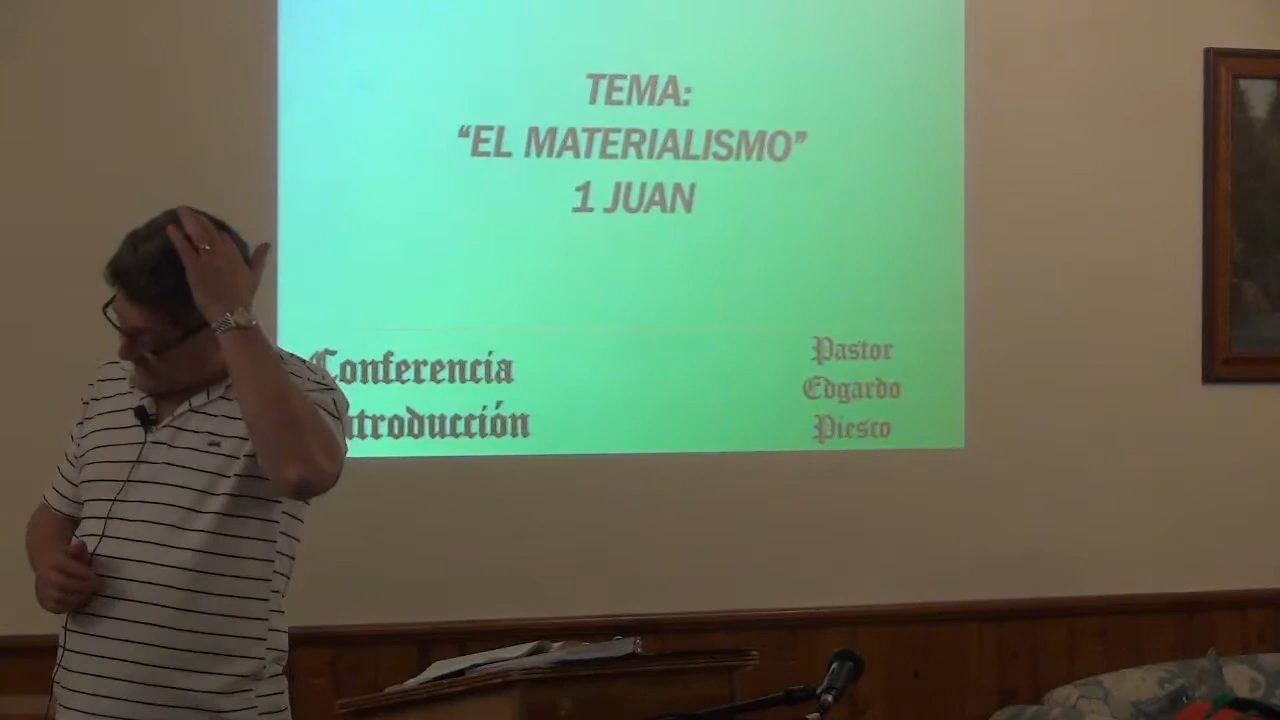 TEMA:
“EL MATERIALISMO”
1 JUAN
Conferencia
Introducción
Pastor
Edgardo
Piesco